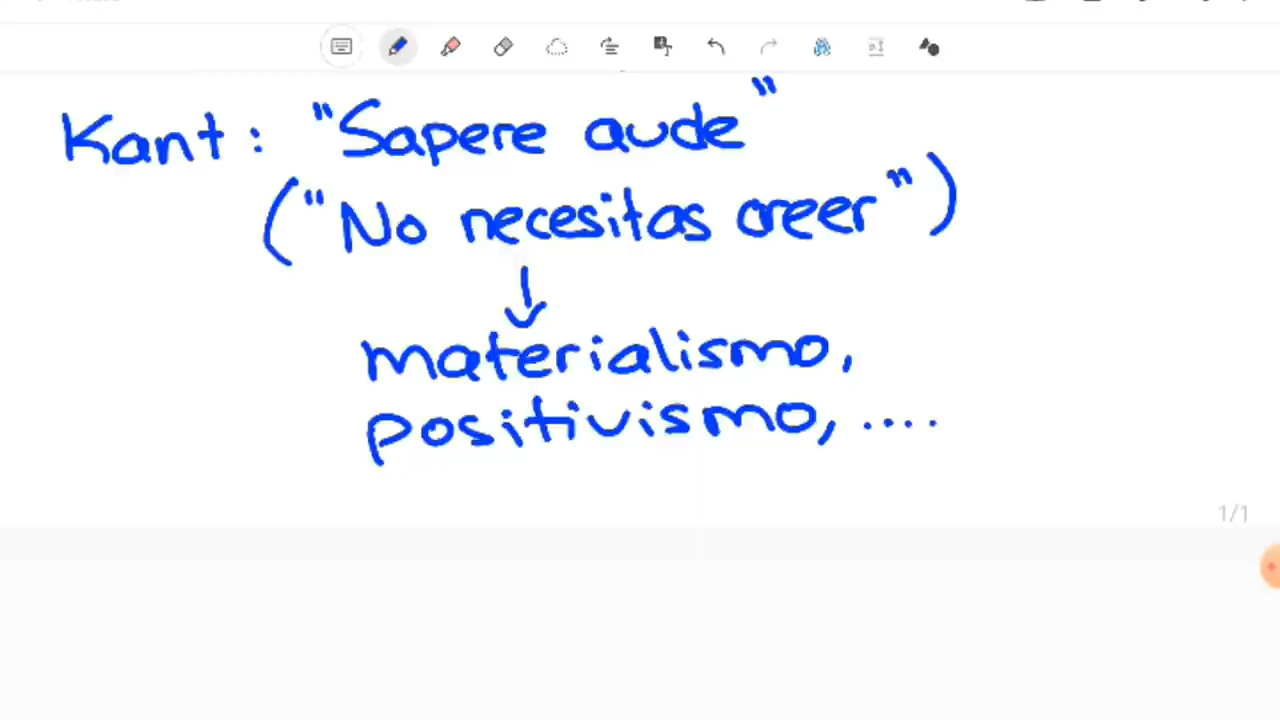 Kant: "Sapere aude"
("No necesitas creer")
materialismo,
positivismo, ....
1/1